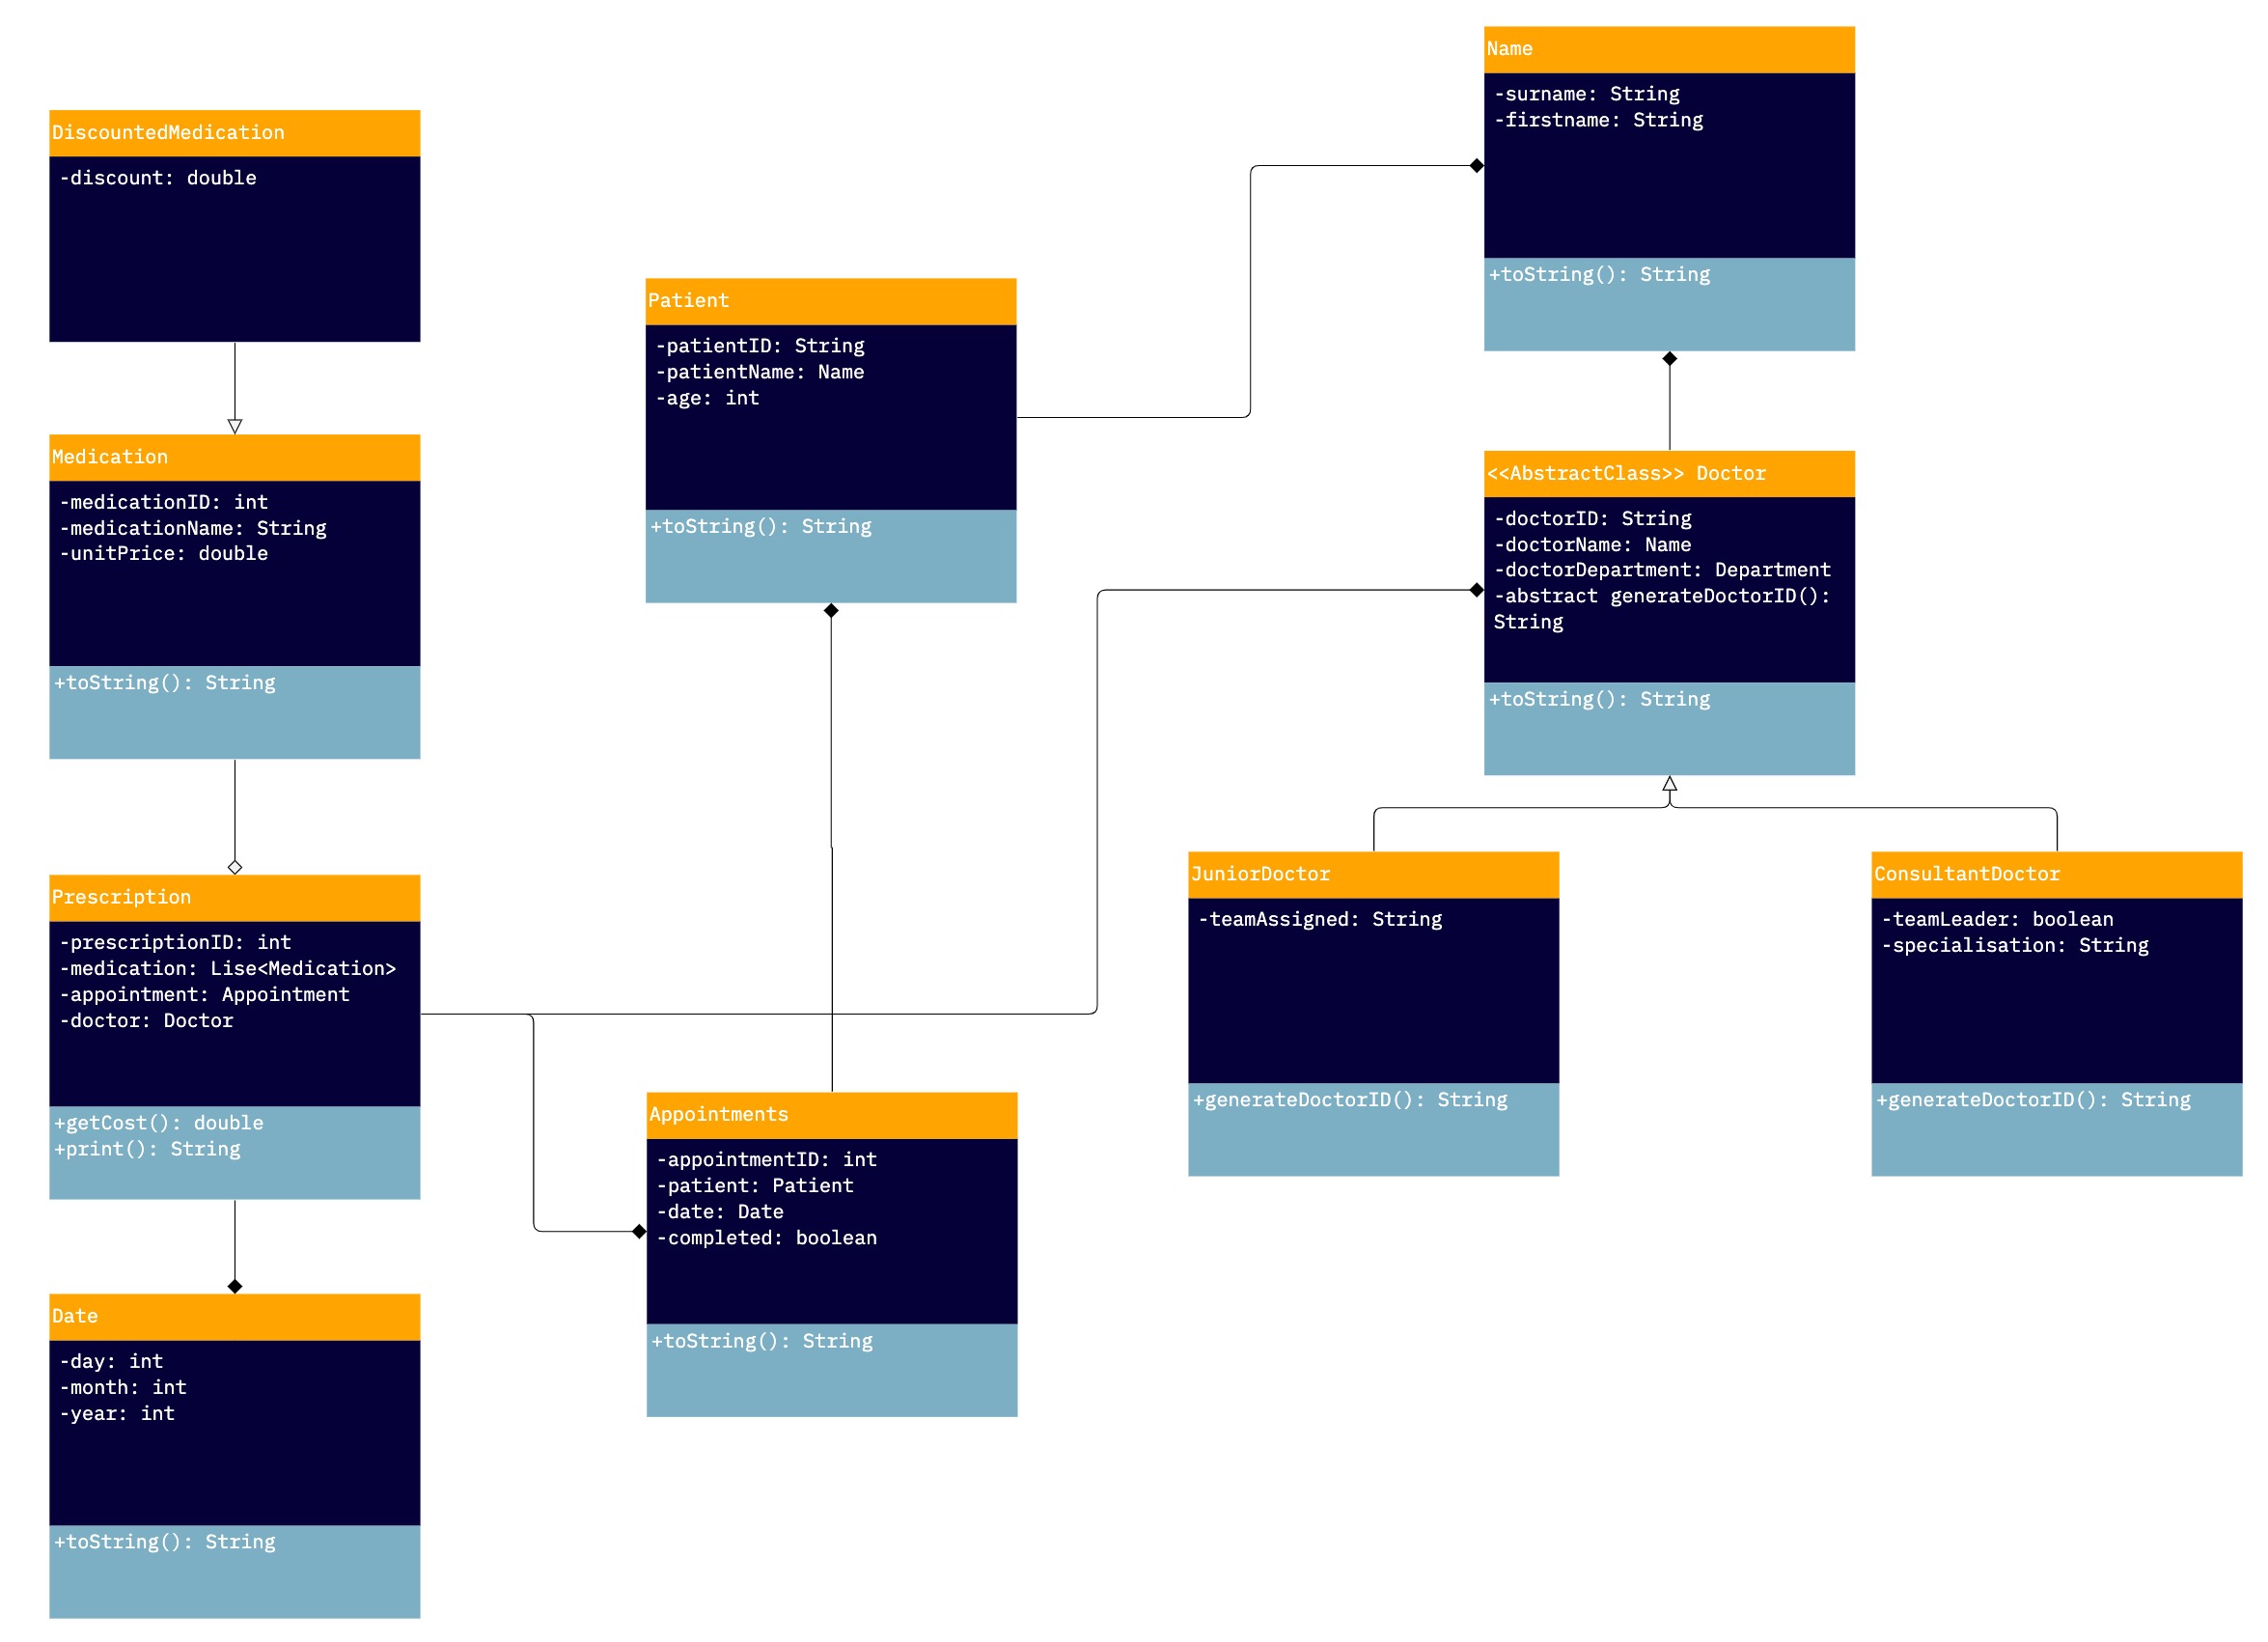 DiscountedMedication
-discount: double
Medication
-medicationID: int
-medicationName: String
-unitPrice: double
+toString(): String
Prescription
-prescriptionID: int
-medication: Lise<Medication>
-appointment: Appointment
-doctor: Doctor
+getCost(): double
+print(): String
Date
-day: int
-month: int
-year: int
+toString(): String
Patient
-patientID: String
-patientName: Name
-age: int
+toString(): String
Appointments
-appointmentID: int
-patient: Patient
-date: Date
-completed: boolean
+toString(): String
Name
-surname: String
-firstname: String
+toString(): String
<<AbstractClass>> Doctor
-doctorID: String
-doctorName: Name
-doctorDepartment: Department
-abstract generateDoctorID():
String
+toString(): String
JuniorDoctor
-teamAssigned: String
+generateDoctorID(): String
ConsultantDoctor
-teamLeader: boolean
-specialisation: String
+generateDoctorID(): String